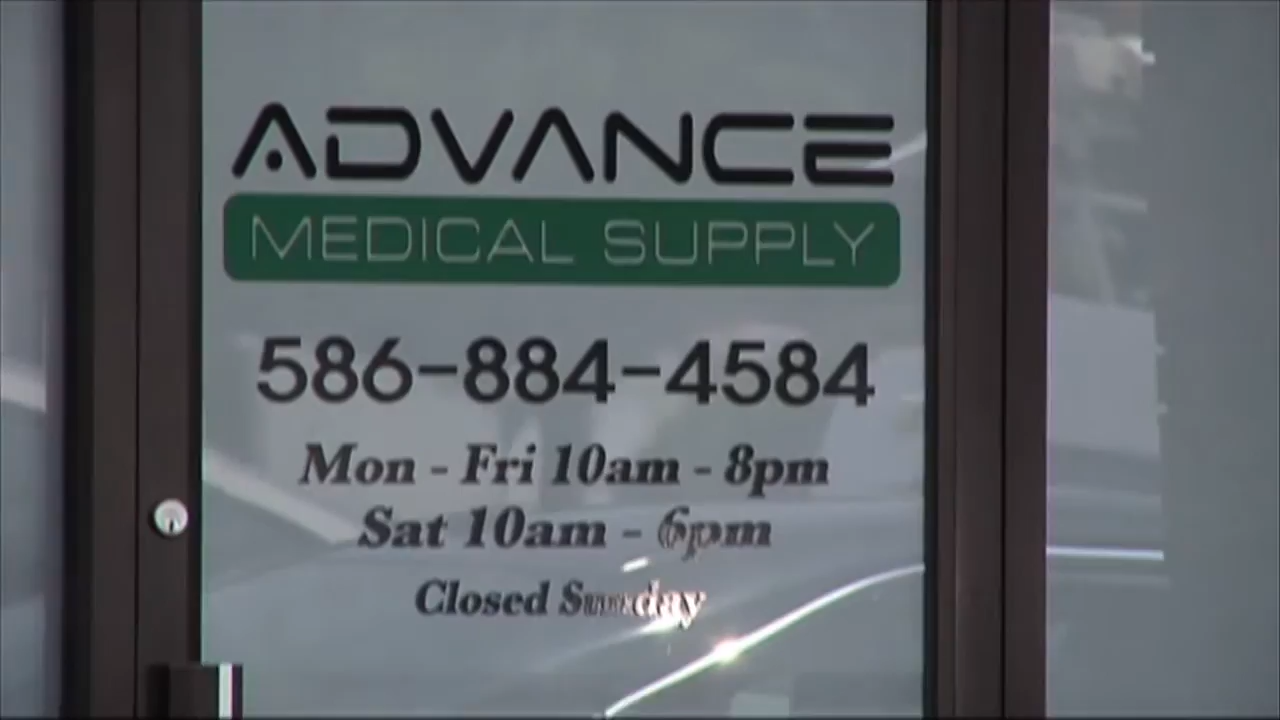 ADVANCE
MEDICAL SUPPLY
586-884-4584
Mon - Fri 10am - 8pm
Sat 10am - 6pm
Closed Sunday